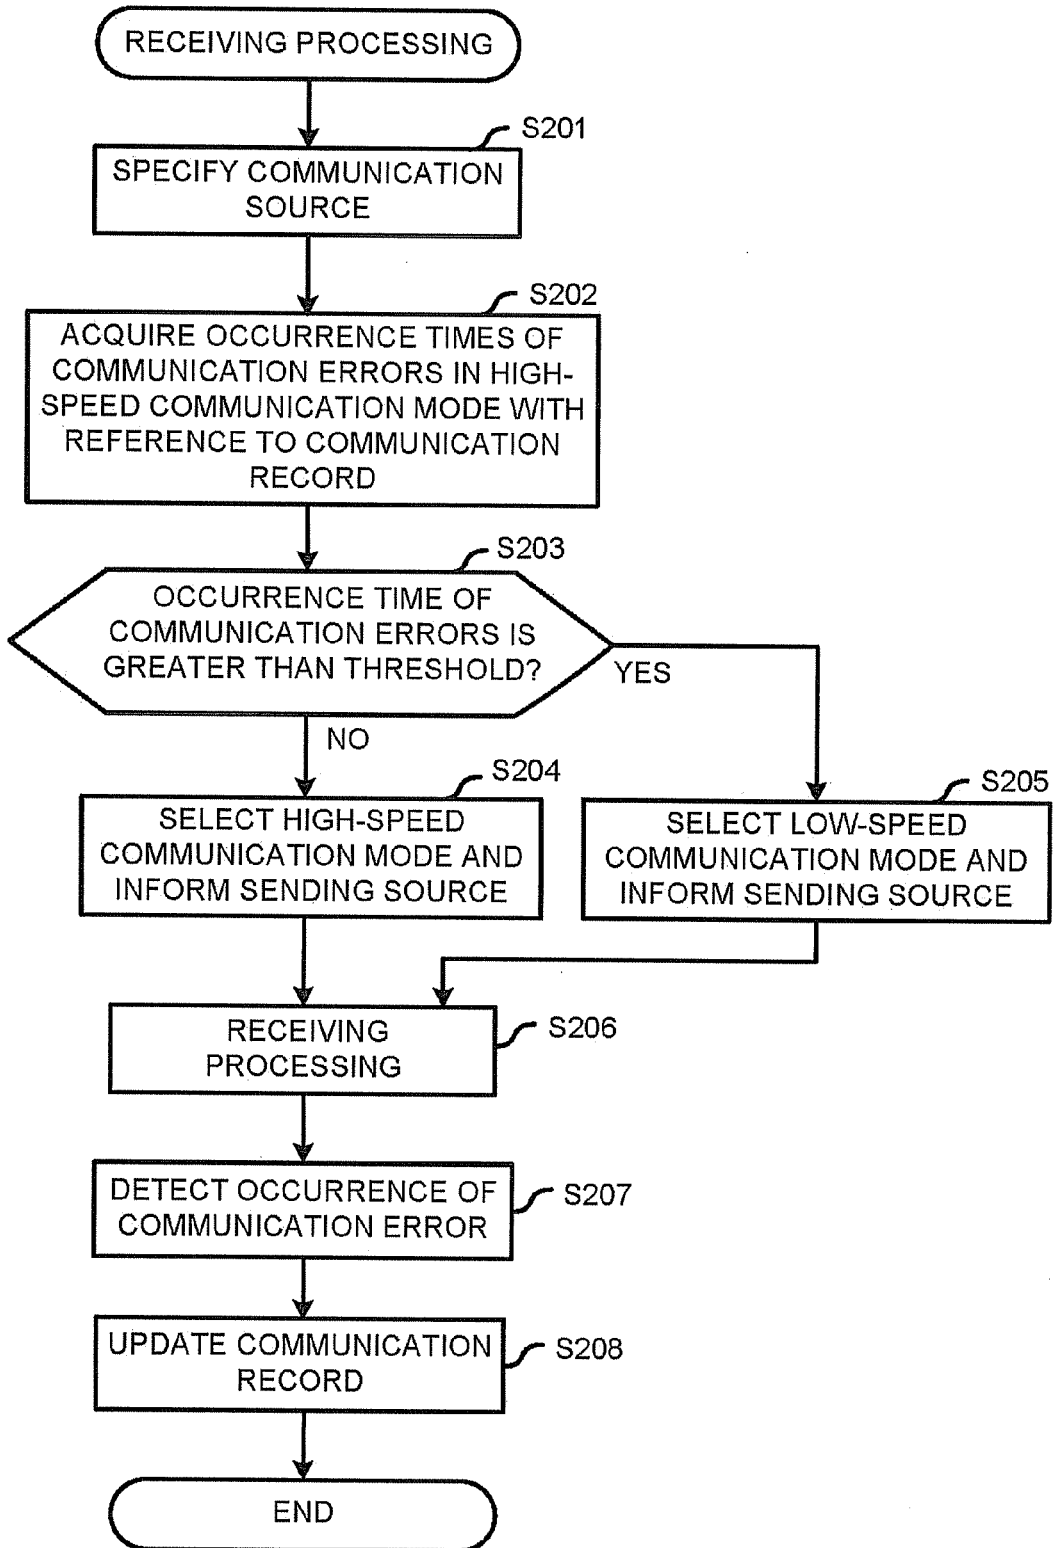 RECEIVING PROCESSING
S201
SPECIFY COMMUNICATION
SOURCE
S202
ACQUIRE OCCURRENCE TIMES OF
COMMUNICATION ERRORS IN HIGH-
SPEED COMMUNICATION MODE WITH
REFERENCE TO COMMUNICATION
RECORD
S203
OCCURRENCE TIME OF
COMMUNICATION ERRORS IS
GREATER THAN THRESHOLD?
YES
NO
S204
SELECT HIGH-SPEED
COMMUNICATION MODE AND
INFORM SENDING SOURCE
S205
SELECT LOW-SPEED
COMMUNICATION MODE AND
INFORM SENDING SOURCE
RECEIVING
PROCESSING
S206
DETECT OCCURRENCE OF
COMMUNICATION ERROR
S207
UPDATE COMMUNICATION
RECORD
S208
END